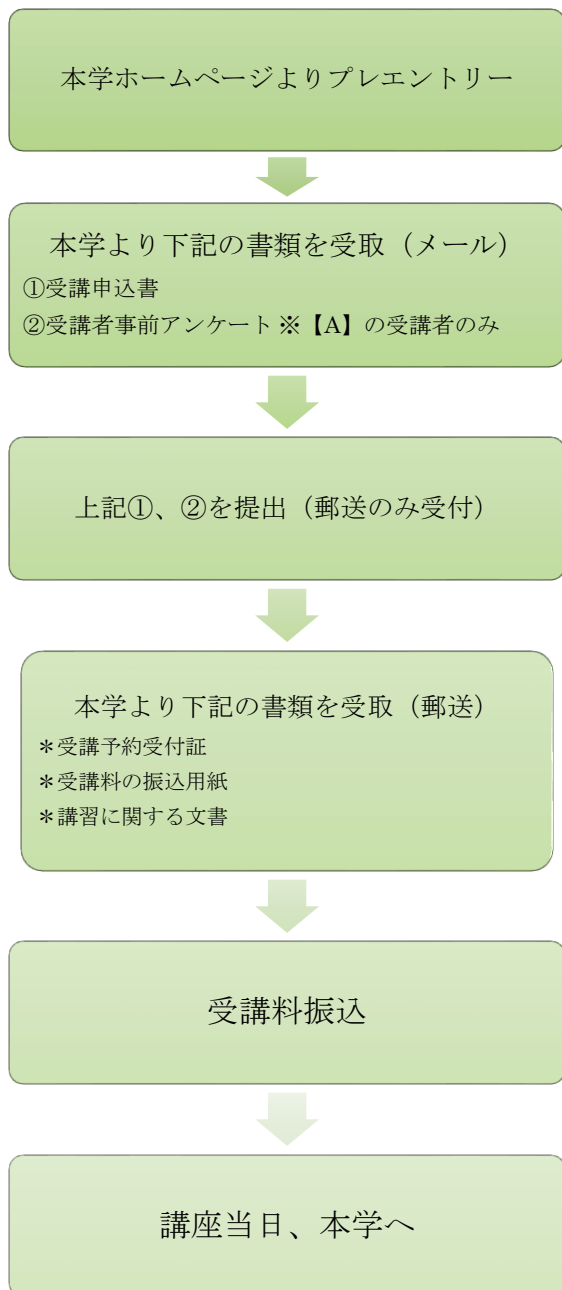 本学ホームページよりプレエントリー
本学より下記の書類を受取（メール）
①受講申込書
②受講者事前アンケート ※【A】の受講者のみ
上記①、②を提出（郵送のみ受付）
本学より下記の書類を受取（郵送）
＊受講予約受付証
＊受講料の振込用紙
＊講習に関する文書
受講料振込
講座当日、本学へ